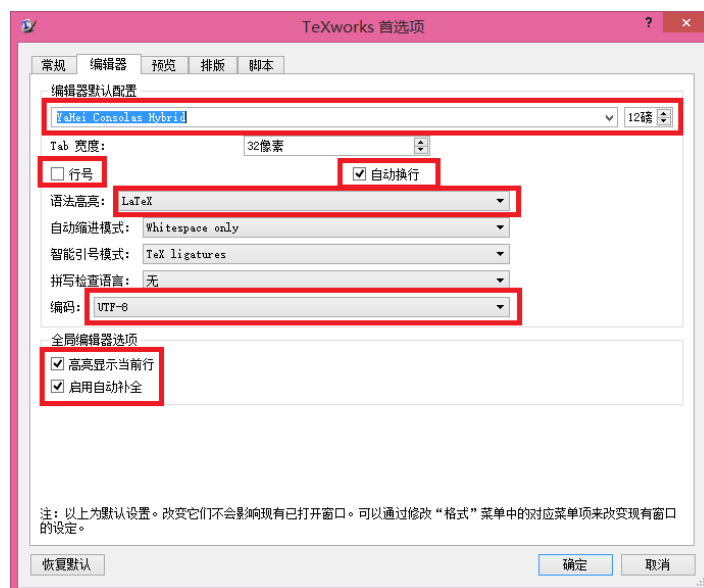 TeXworks 首选项
? ×
常规 编辑器 预览 排版 脚本
编辑器默认配置
YaHei Consolas Hybrid 12磅
Tab 宽度: 32像素
行号 自动换行
语法高亮: LaTeX
自动缩进模式: Whitespace only
智能引号模式: TeX ligatures
拼写检查语言: 无
编码: UTF-8
全局编辑器选项
高亮显示当前行
启用自动补全
注: 以上为默认设置。改变它们不会影响现有已打开窗口。可以通过修改“格式”菜单中的对应菜单项来改变现有窗口
的设定。
恢复默认 确定 取消